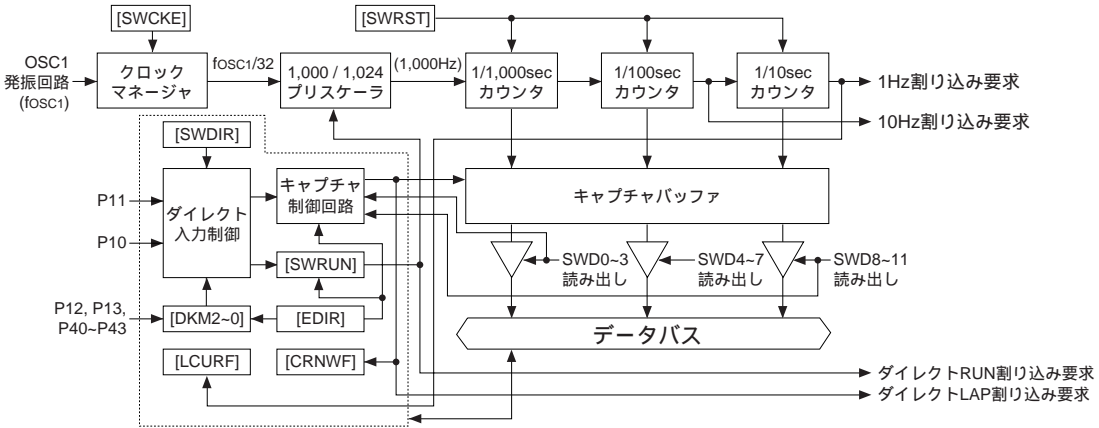 [SWCKE]
[SWRST]
OSC1
発振回路
(fOSC1)
クロック
マネージャ
fOSC1/32
1,000 / 1,024
プリスケーラ
(1,000Hz)
1/1,000sec
カウンタ
1/100sec
カウンタ
1/10sec
カウンタ
1Hz割り込み要求
10Hz割り込み要求
[SWDIR]
P11
P10
ダイレクト
入力制御
キャプチャ
制御回路
キャプチャバッファ
[SWRUN]
SWD0~3
読み出し
SWD4~7
読み出し
SWD8~11
読み出し
P12, P13,
P40~P43
[DKM2~0]
[EDIR]
データバス
[LCURF]
[CRNWF]
ダイレクトRUN割り込み要求
ダイレクトLAP割り込み要求